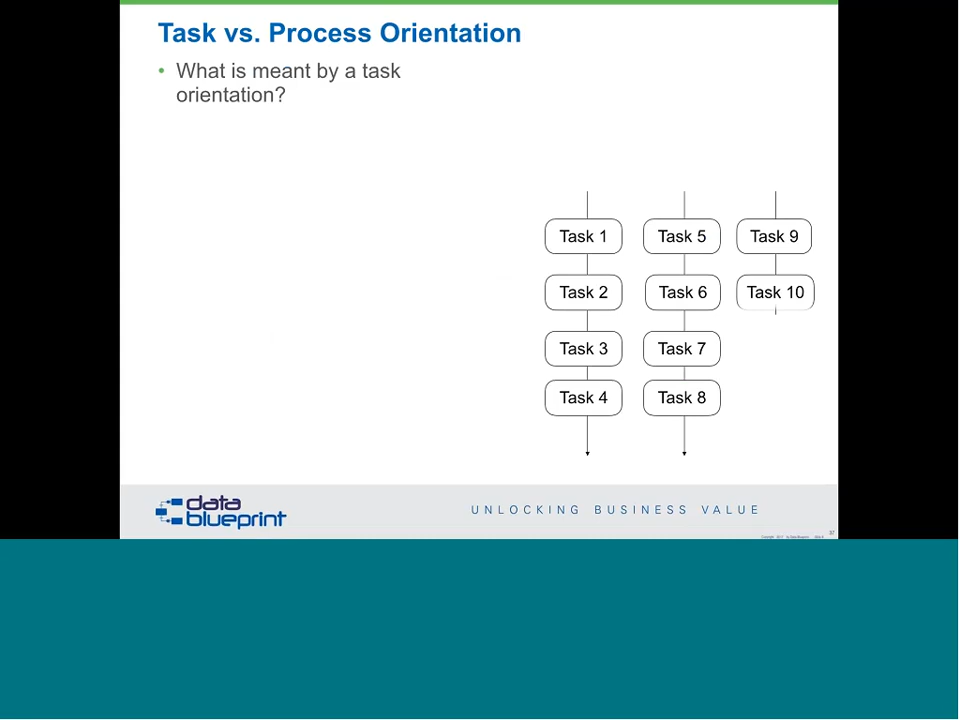 Task vs. Process Orientation
• What is meant by a task
orientation?
Task 1 Task 5 Task 9
Task 2 Task 6 Task 10
Task 3 Task 7
Task 4 Task 8
data
blueprint
UNLOCKING BUSINESS VALUE